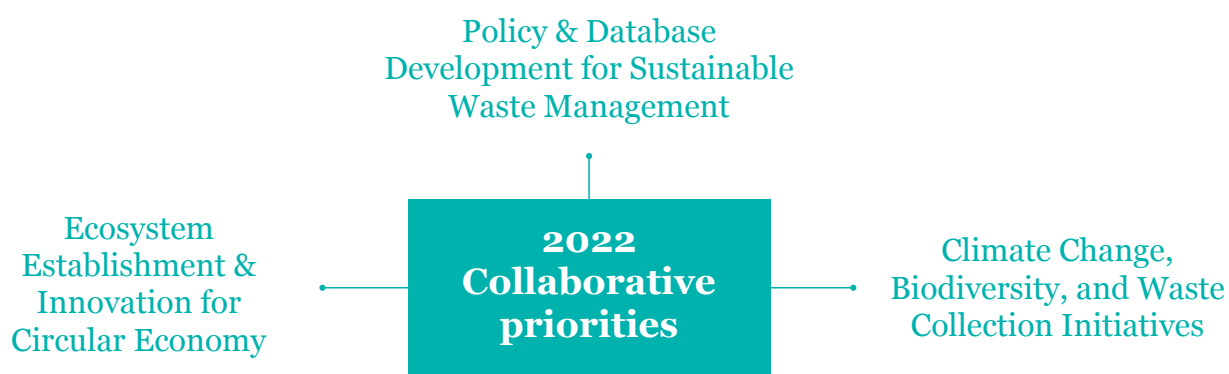 Policy & Database
Development for Sustainable
Waste Management
Ecosystem
Establishment &
Innovation for
Circular Economy
2022
Collaborative
priorities
Climate Change,
Biodiversity, and Waste
Collection Initiatives